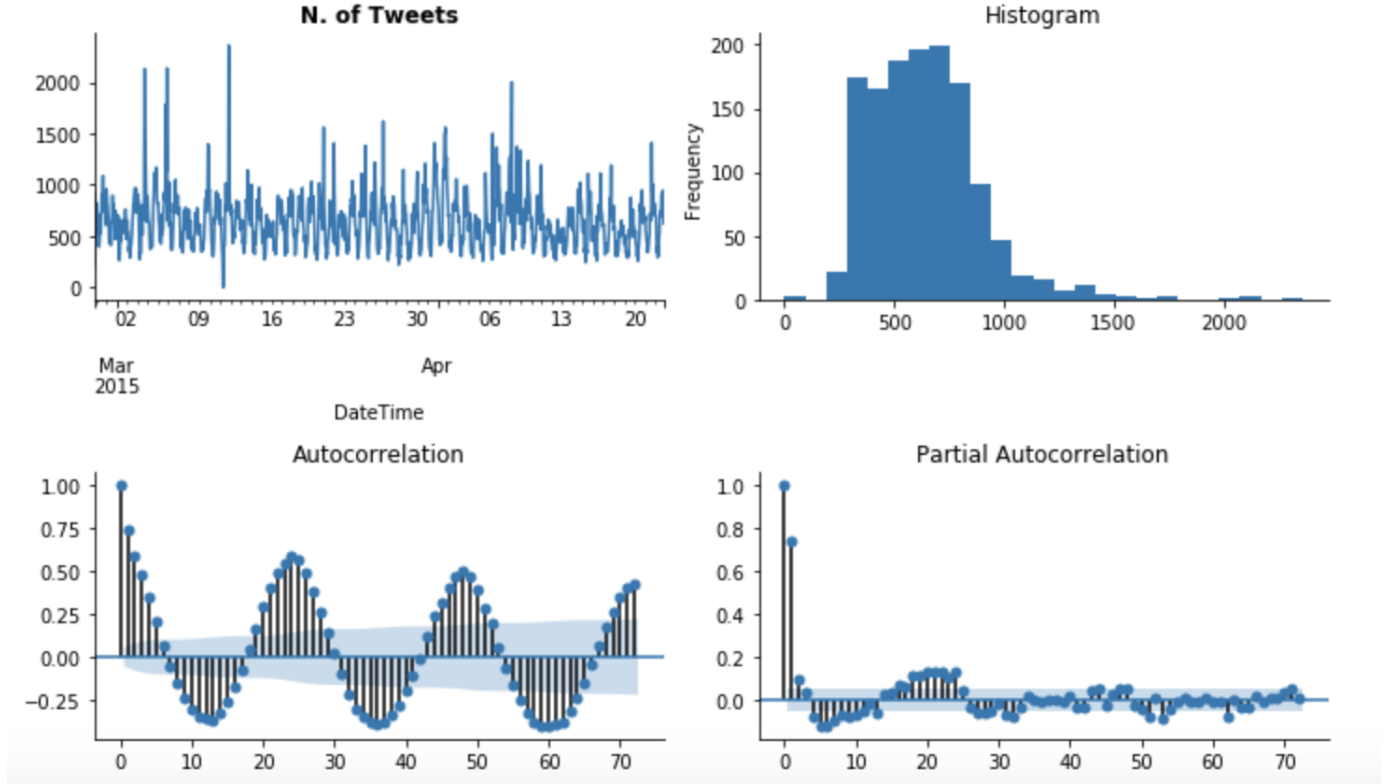 N. of Tweets
2000
1500
1000
500
0
02 09 16 23 30 06 13 20
Mar Apr
2015
DateTime
Histogram
Frequency
200
150
100
50
0
0 500 1000 1500 2000
Autocorrelation
1.00
0.75
0.50
0.25
0.00
−0.25
0 10 20 30 40 50 60 70
Partial Autocorrelation
1.0
0.8
0.6
0.4
0.2
0.0
0 10 20 30 40 50 60 70